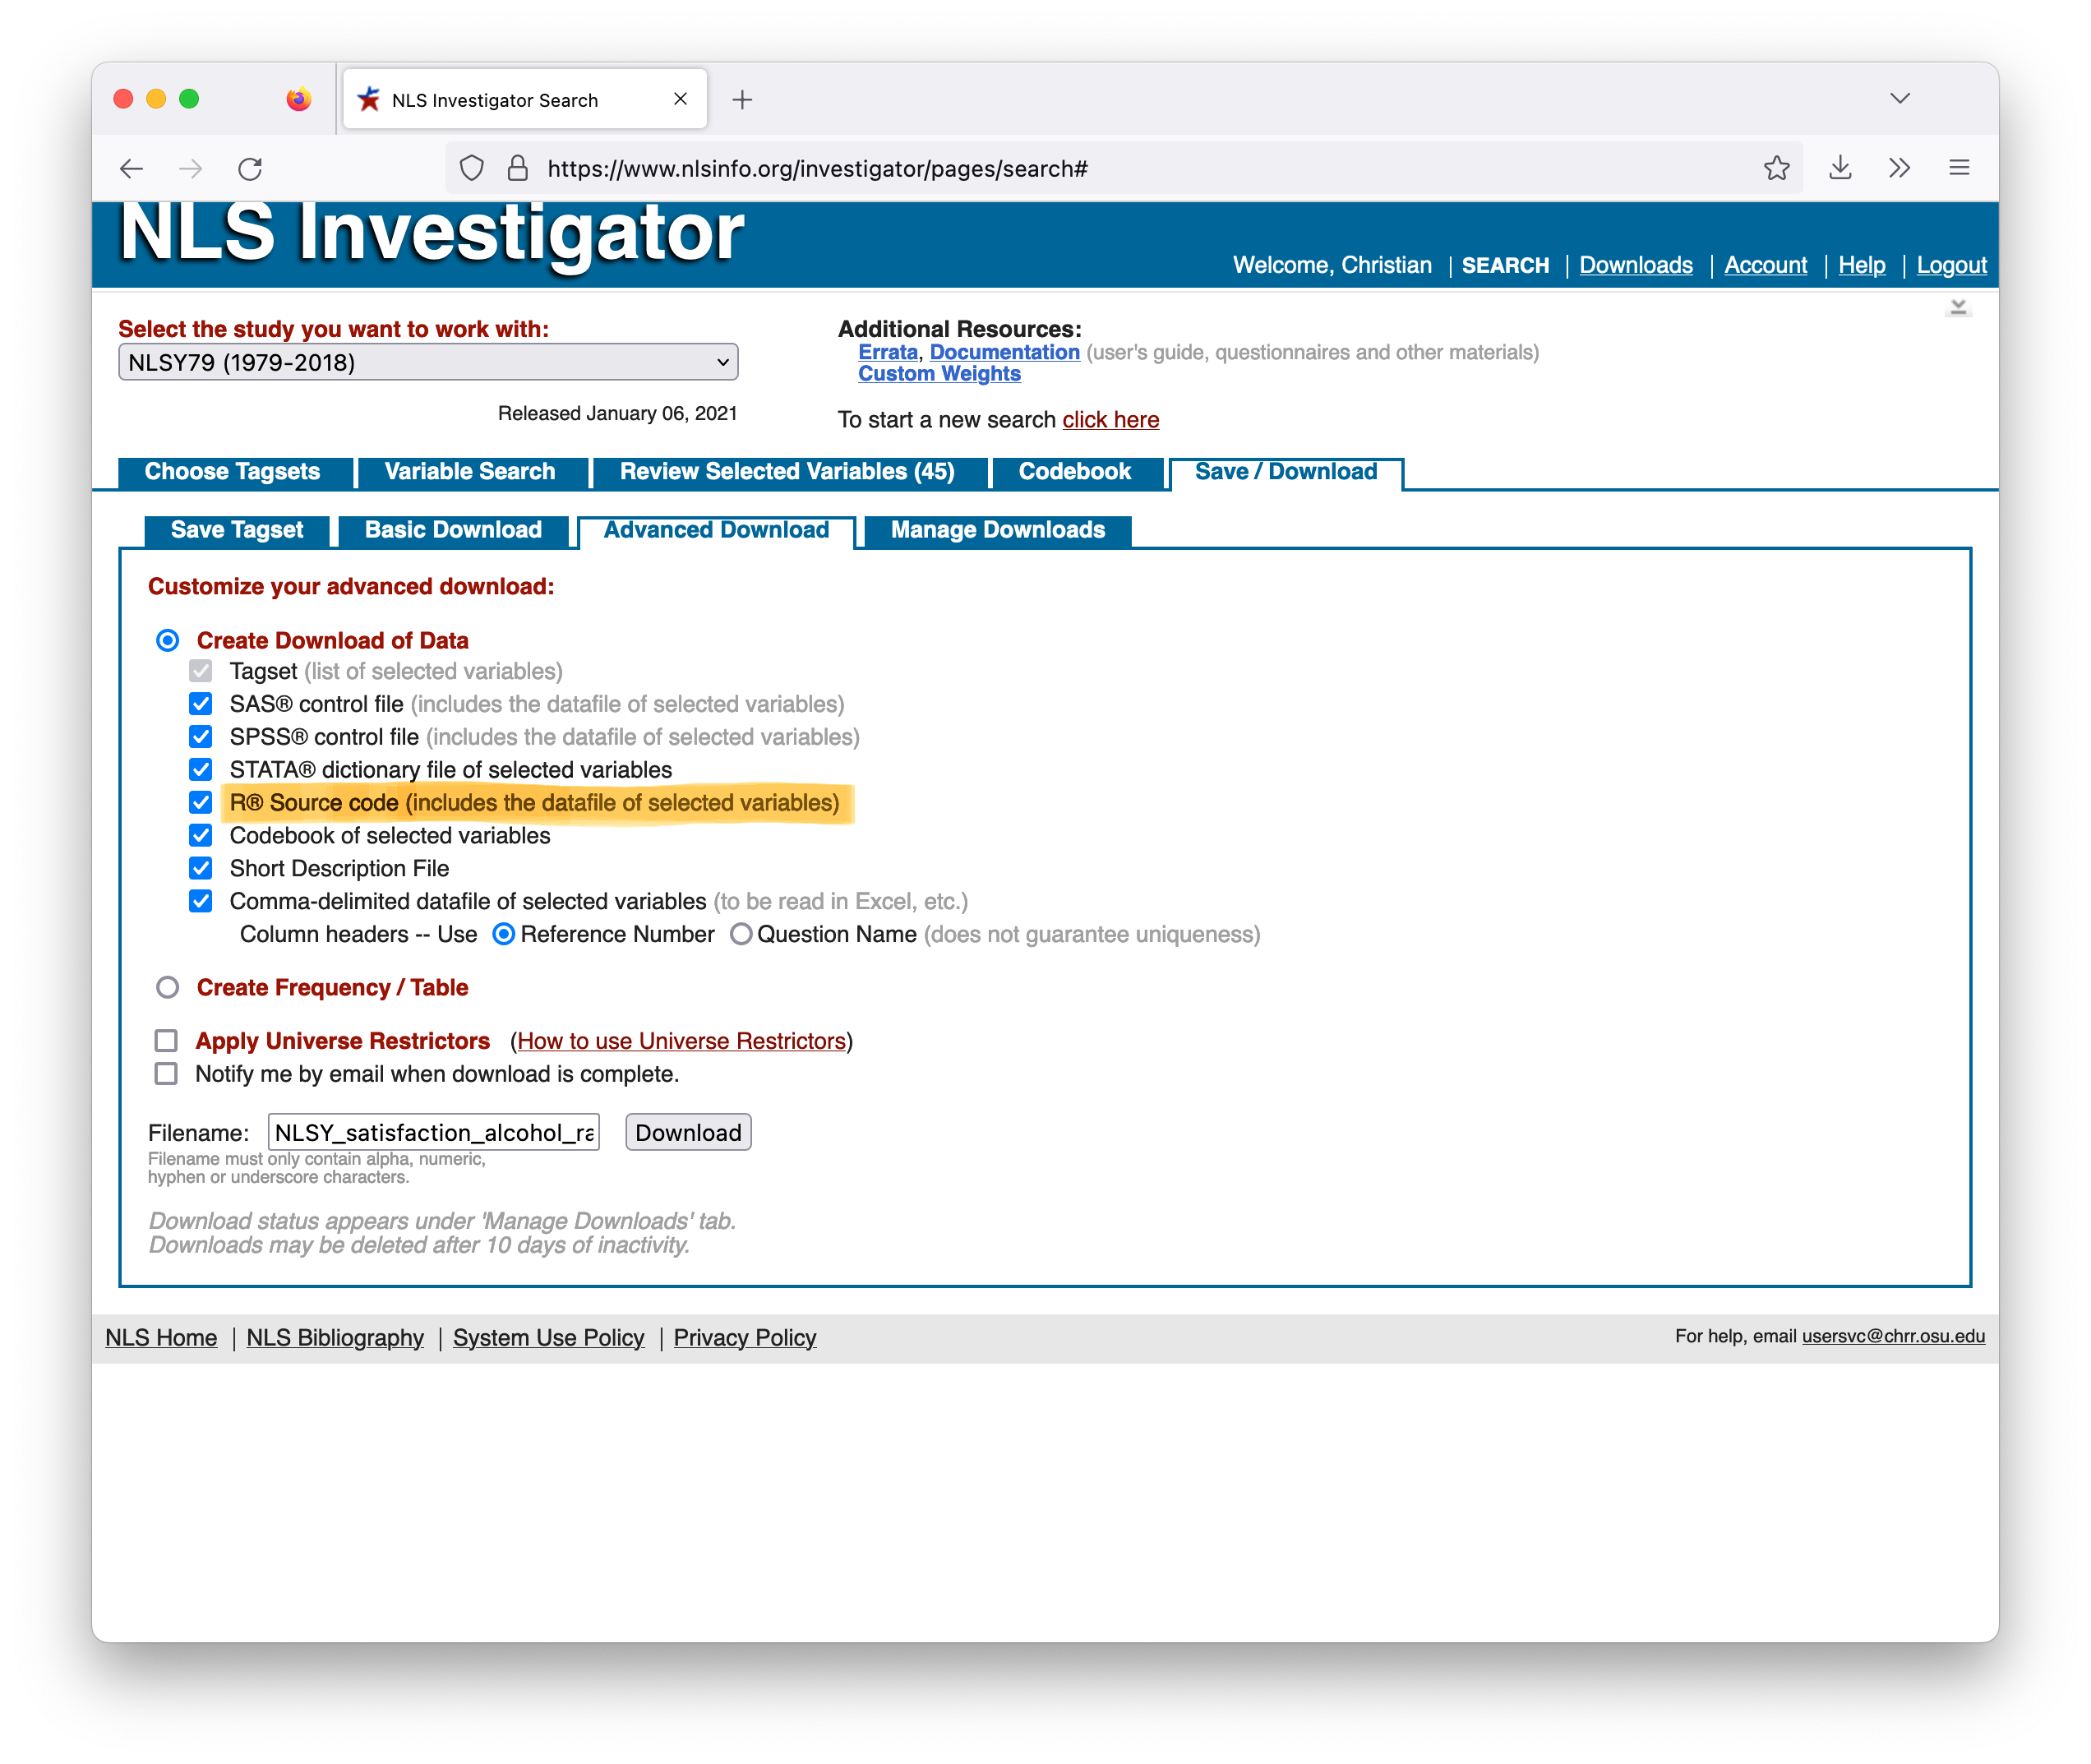 NLS Investigator Search
https://www.nlsinfo.org/investigator/pages/search#
NLS Investigator
Welcome, Christian | SEARCH | Downloads | Account | Help | Logout
Select the study you want to work with:
NLSY79 (1979-2018)
Released January 06, 2021
Additional Resources:
Errata, Documentation (user's guide, questionnaires and other materials)
Custom Weights
To start a new search click here
Choose Tagsets
Variable Search
Review Selected Variables (45)
Codebook
Save / Download
Save Tagset
Basic Download
Advanced Download
Manage Downloads
Customize your advanced download:
Create Download of Data
Tagset (list of selected variables)
SAS® control file (includes the datafile of selected variables)
SPSS® control file (includes the datafile of selected variables)
STATA® dictionary file of selected variables
R® Source code (includes the datafile of selected variables)
Codebook of selected variables
Short Description File
Comma-delimited datafile of selected variables (to be read in Excel, etc.)
Column headers -- Use Reference Number Question Name (does not guarantee uniqueness)
Create Frequency / Table
Apply Universe Restrictors (How to use Universe Restrictors)
Notify me by email when download is complete.
Filename: NLSY_satisfaction_alcohol_ra Download
Filename must only contain alpha, numeric,
hyphen or underscore characters.
Download status appears under 'Manage Downloads' tab.
Downloads may be deleted after 10 days of inactivity.
NLS Home | NLS Bibliography | System Use Policy | Privacy Policy
For help, email usersvc@chrr.osu.edu